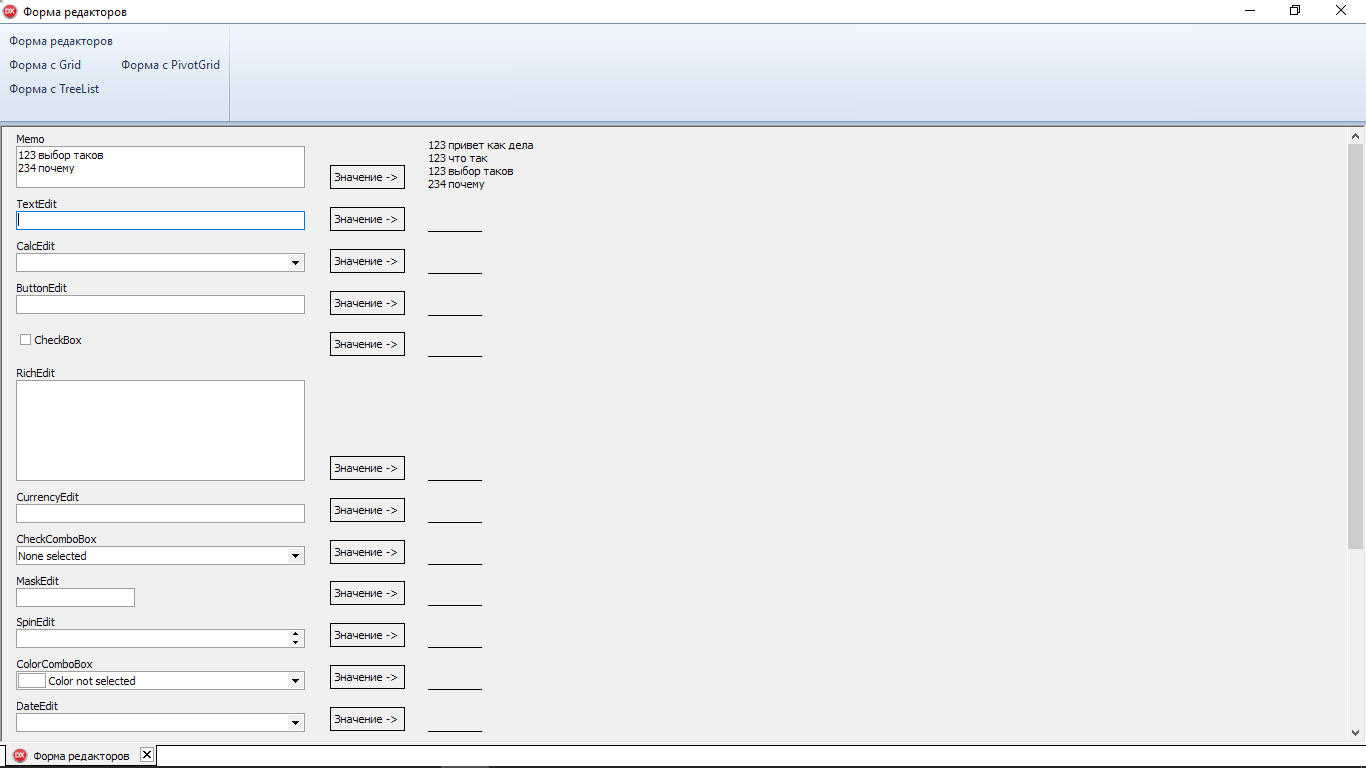 DX Форма редакторов
Форма редакторов
Форма с Grid Форма с PivotGrid
Форма с TreeList
Memo
123 выбор таков
234 почему
Значение ->
123 привет как дела
123 что так
123 выбор таков
234 почему
TextEdit
Значение ->
CalcEdit
Значение ->
ButtonEdit
Значение ->
CheckBox
Значение ->
RichEdit
Значение ->
CurrencyEdit
Значение ->
CheckComboBox
None selected
Значение ->
MaskEdit
Значение ->
SpinEdit
Значение ->
ColorComboBox
Color not selected
Значение ->
DateEdit
Значение ->
DX Форма редакторов